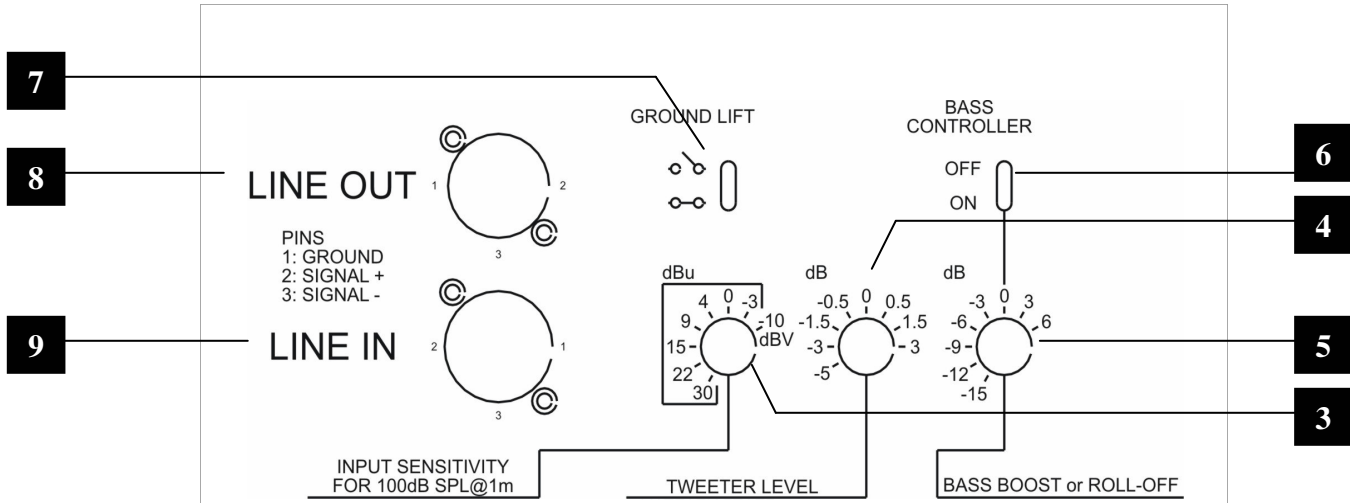 7
GROUND LIFT
BASS
CONTROLLER
8
LINE OUT
1
2
3
OFF
ON
6
4
PINS
1: GROUND
2: SIGNAL +
3: SIGNAL -
9
LINE IN
2
1
3
dBu
30
22
15
9
4
0
-3
-10
dBV
dB
-5
-3
-1.5
-0.5
0
0.5
1.5
3
dB
-15
-12
-9
-6
-3
0
3
6
5
3
INPUT SENSITIVITY
FOR 100dB SPL@1m
TWEETER LEVEL
BASS BOOST or ROLL-OFF